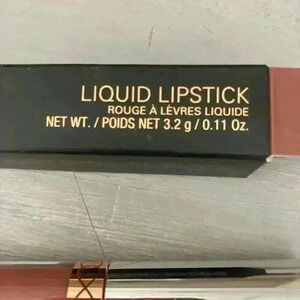 LIQUID LIPSTICK
ROUGE À LÈVRES LIQUIDE
NET WT. / POIDS NET 3.2 g / 0.11 Oz.